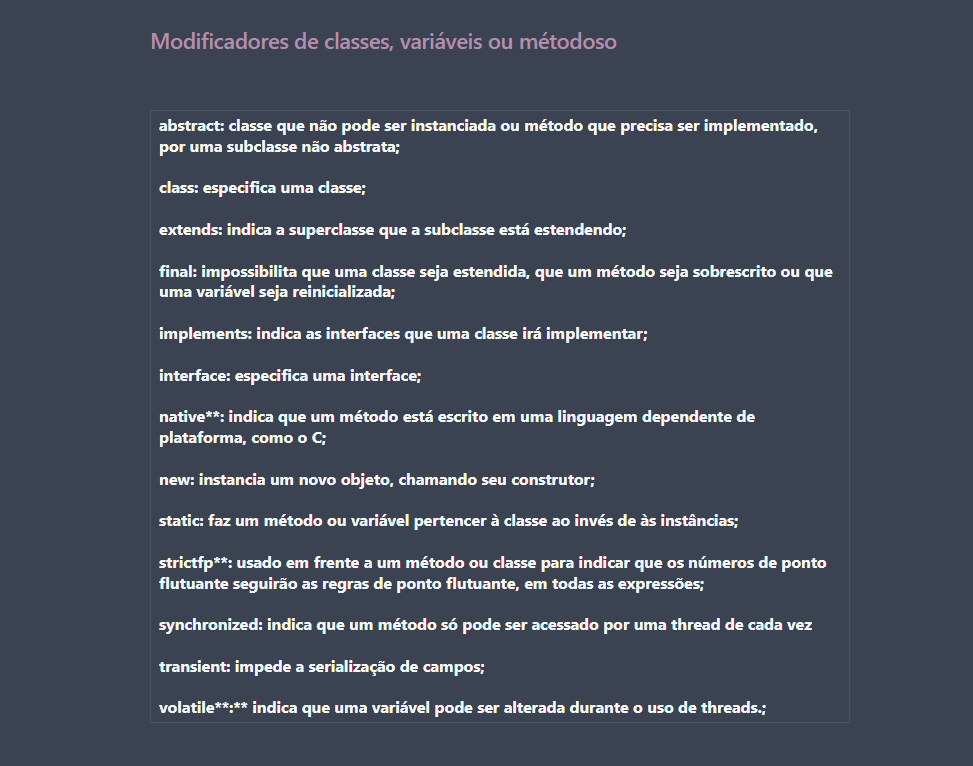 Modificadores de classes, variáveis ou métodoso
abstract: classe que não pode ser instanciada ou método que precisa ser implementado,
por uma subclasse não abstrata;
class: especifica uma classe;
extends: indica a superclasse que a subclasse está estendendo;
final: impossibilita que uma classe seja estendida, que um método seja sobrescrito ou que
uma variável seja reinicializada;
implements: indica as interfaces que uma classe irá implementar;
interface: especifica uma interface;
native**: indica que um método está escrito em uma linguagem dependente de
plataforma, como o C;
new: instancia um novo objeto, chamando seu construtor;
static: faz um método ou variável pertencer à classe ao invés de às instâncias;
strictfp**: usado em frente a um método ou classe para indicar que os números de ponto
flutuante seguirão as regras de ponto flutuante, em todas as expressões;
synchronized: indica que um método só pode ser acessado por uma thread de cada vez
transient: impede a serialização de campos;
volatile**:** indica que uma variável pode ser alterada durante o uso de threads.;